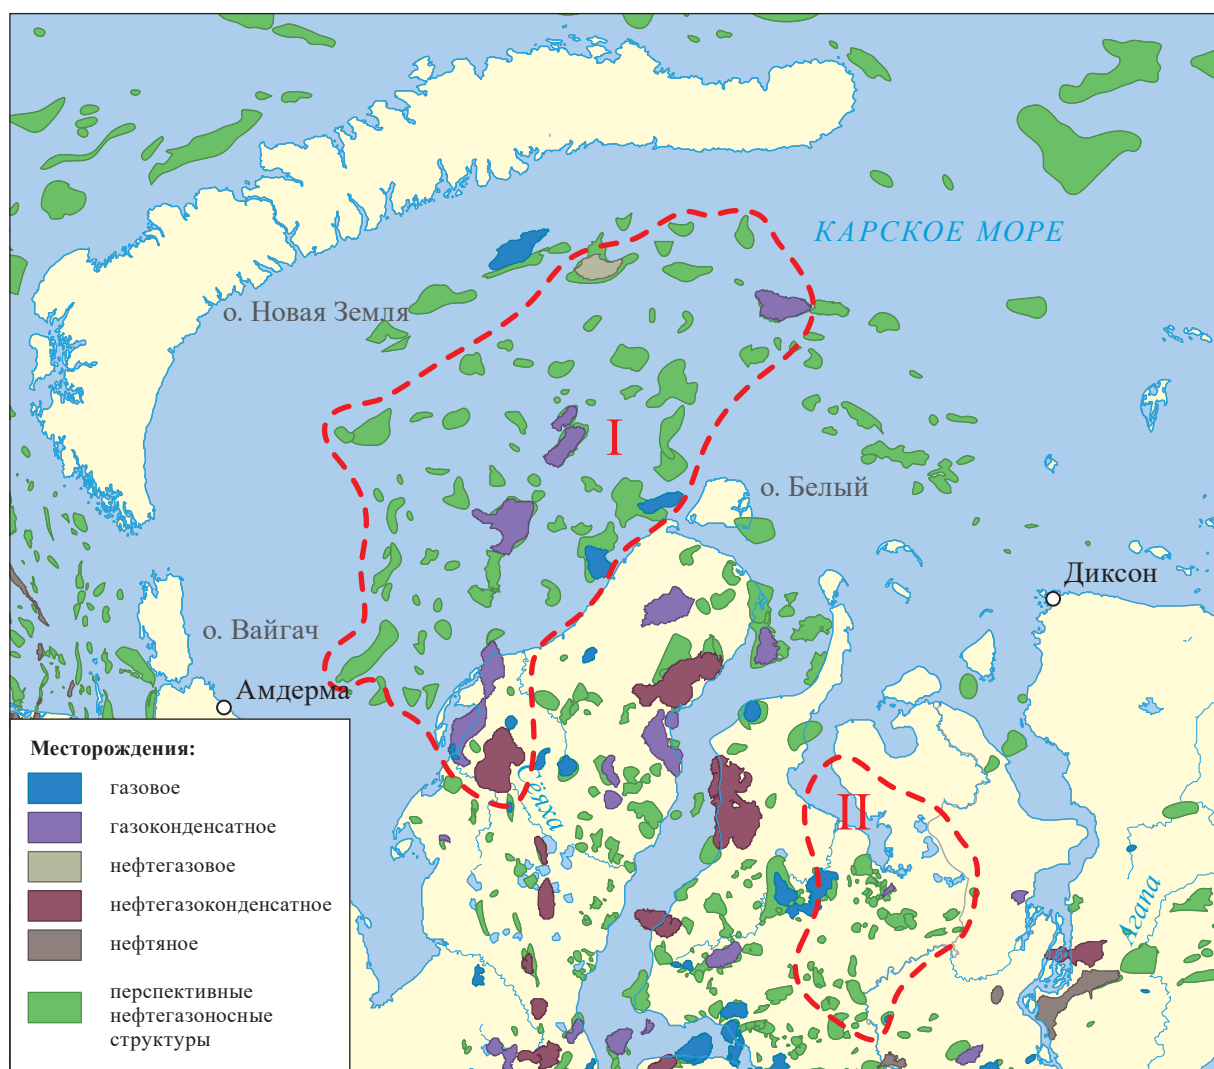 КАРСКОЕ МОРЕ
о. Новая Земля
I
о. Белый
Диксон
о. Вайгач
Амдерма
II
Сёяха
Агапа
Месторождения:
газовое
газоконденсатное
нефтегазовое
нефтегазоконденсатное
нефтяное
перспективные
нефтегазоносные
структуры